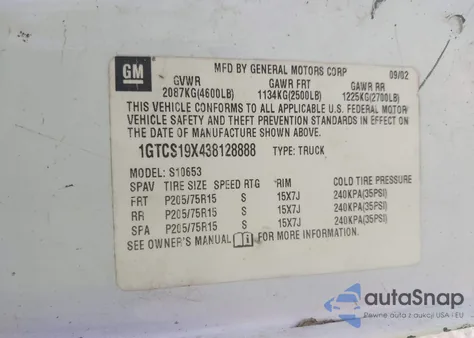 GM
MFD BY GENERAL MOTORS CORP 09/02
GVWR GAWR FRT GAWR RR
2087KG(4600LB) 1134KG(2500LB) 1225KG(2700LB)
THIS VEHICLE CONFORMS TO ALL APPLICABLE U.S. FEDERAL MOTOR
VEHICLE SAFETY AND THEFT PREVENTION STANDARDS IN EFFECT ON
THE DATE OF MANUFACTURE SHOWN ABOVE.
1GTCS19X438128888 TYPE: TRUCK
MODEL: S10653
SPAV TIRE SIZE SPEED RTG RIM COLD TIRE PRESSURE
FRT P205/75R15 S 15X7J 240KPA(35PSI)
RR P205/75R15 S 15X7J 240KPA(35PSI)
SPA P205/75R15 S 15X7J 240KPA(35PSI)
SEE OWNER'S MANUAL FOR MORE INFORMATION.
autoSnap
Pewne auta z USA i EU